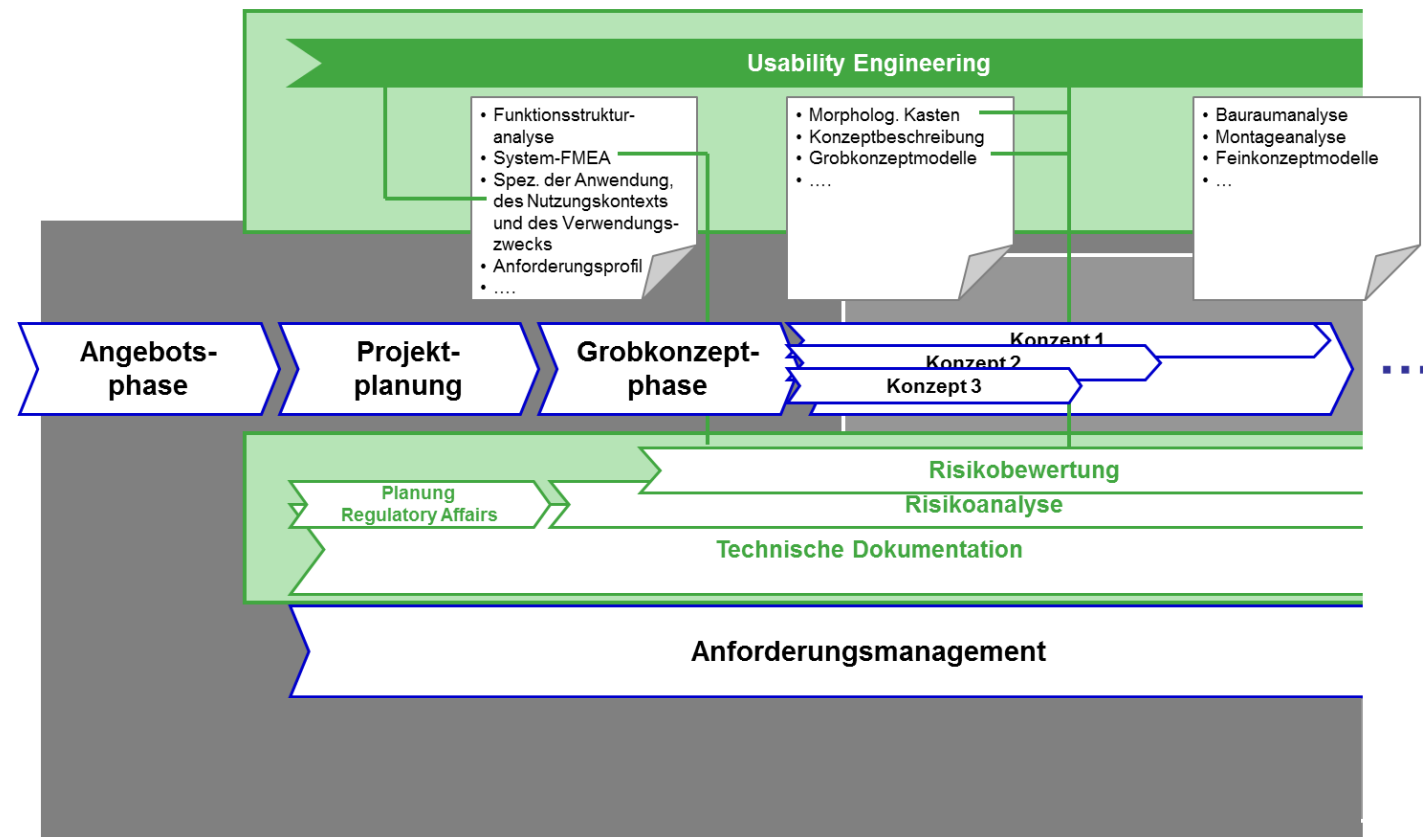 Usability Engineering
• Funktionsstruktur-
analyse
• System-FMEA
• Spez. der Anwendung,
des Nutzungskontexts
und des Verwendungs-
zwecks
• Anforderungsprofil
• ….
• Morpholog. Kasten
• Konzeptbeschreibung
• Grobkonzeptmodelle
• ….
• Bauraumanalyse
• Montageanalyse
• Feinkonzeptmodelle
• …
Angebots-
phase
Projekt-
planung
Grobkonzept-
phase
Konzept 1
Konzept 2
Konzept 3
...
Risikobewertung
Planung
Regulatory Affairs
Risikoanalyse
Technische Dokumentation
Anforderungsmanagement